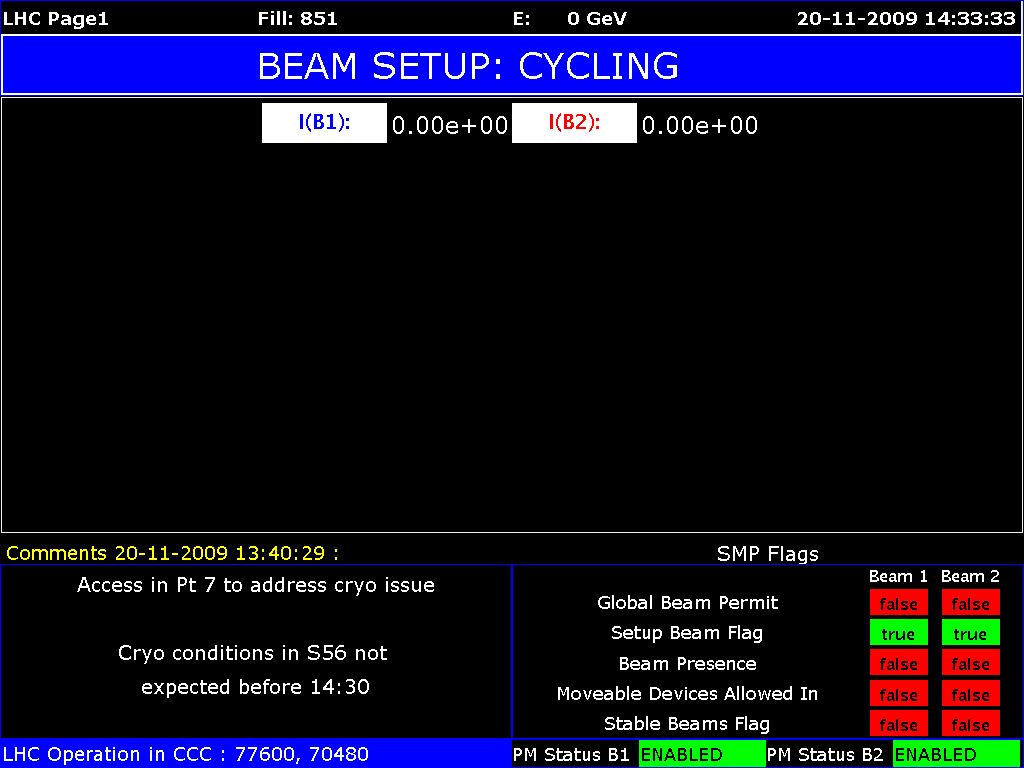 LHC Page1 Fill: 851 E: 0 GeV 20-11-2009 14:33:33
BEAM SETUP: CYCLING
I(B1): 0.00e+00 I(B2): 0.00e+00
Comments 20-11-2009 13:40:29 :
Access in Pt 7 to address cryo issue
Cryo conditions in S56 not
expected before 14:30
SMP Flags
Beam 1 Beam 2
Global Beam Permit false false
Setup Beam Flag true true
Beam Presence false false
Moveable Devices Allowed In false false
Stable Beams Flag false false
LHC Operation in CCC : 77600, 70480 PM Status B1 ENABLED PM Status B2 ENABLED